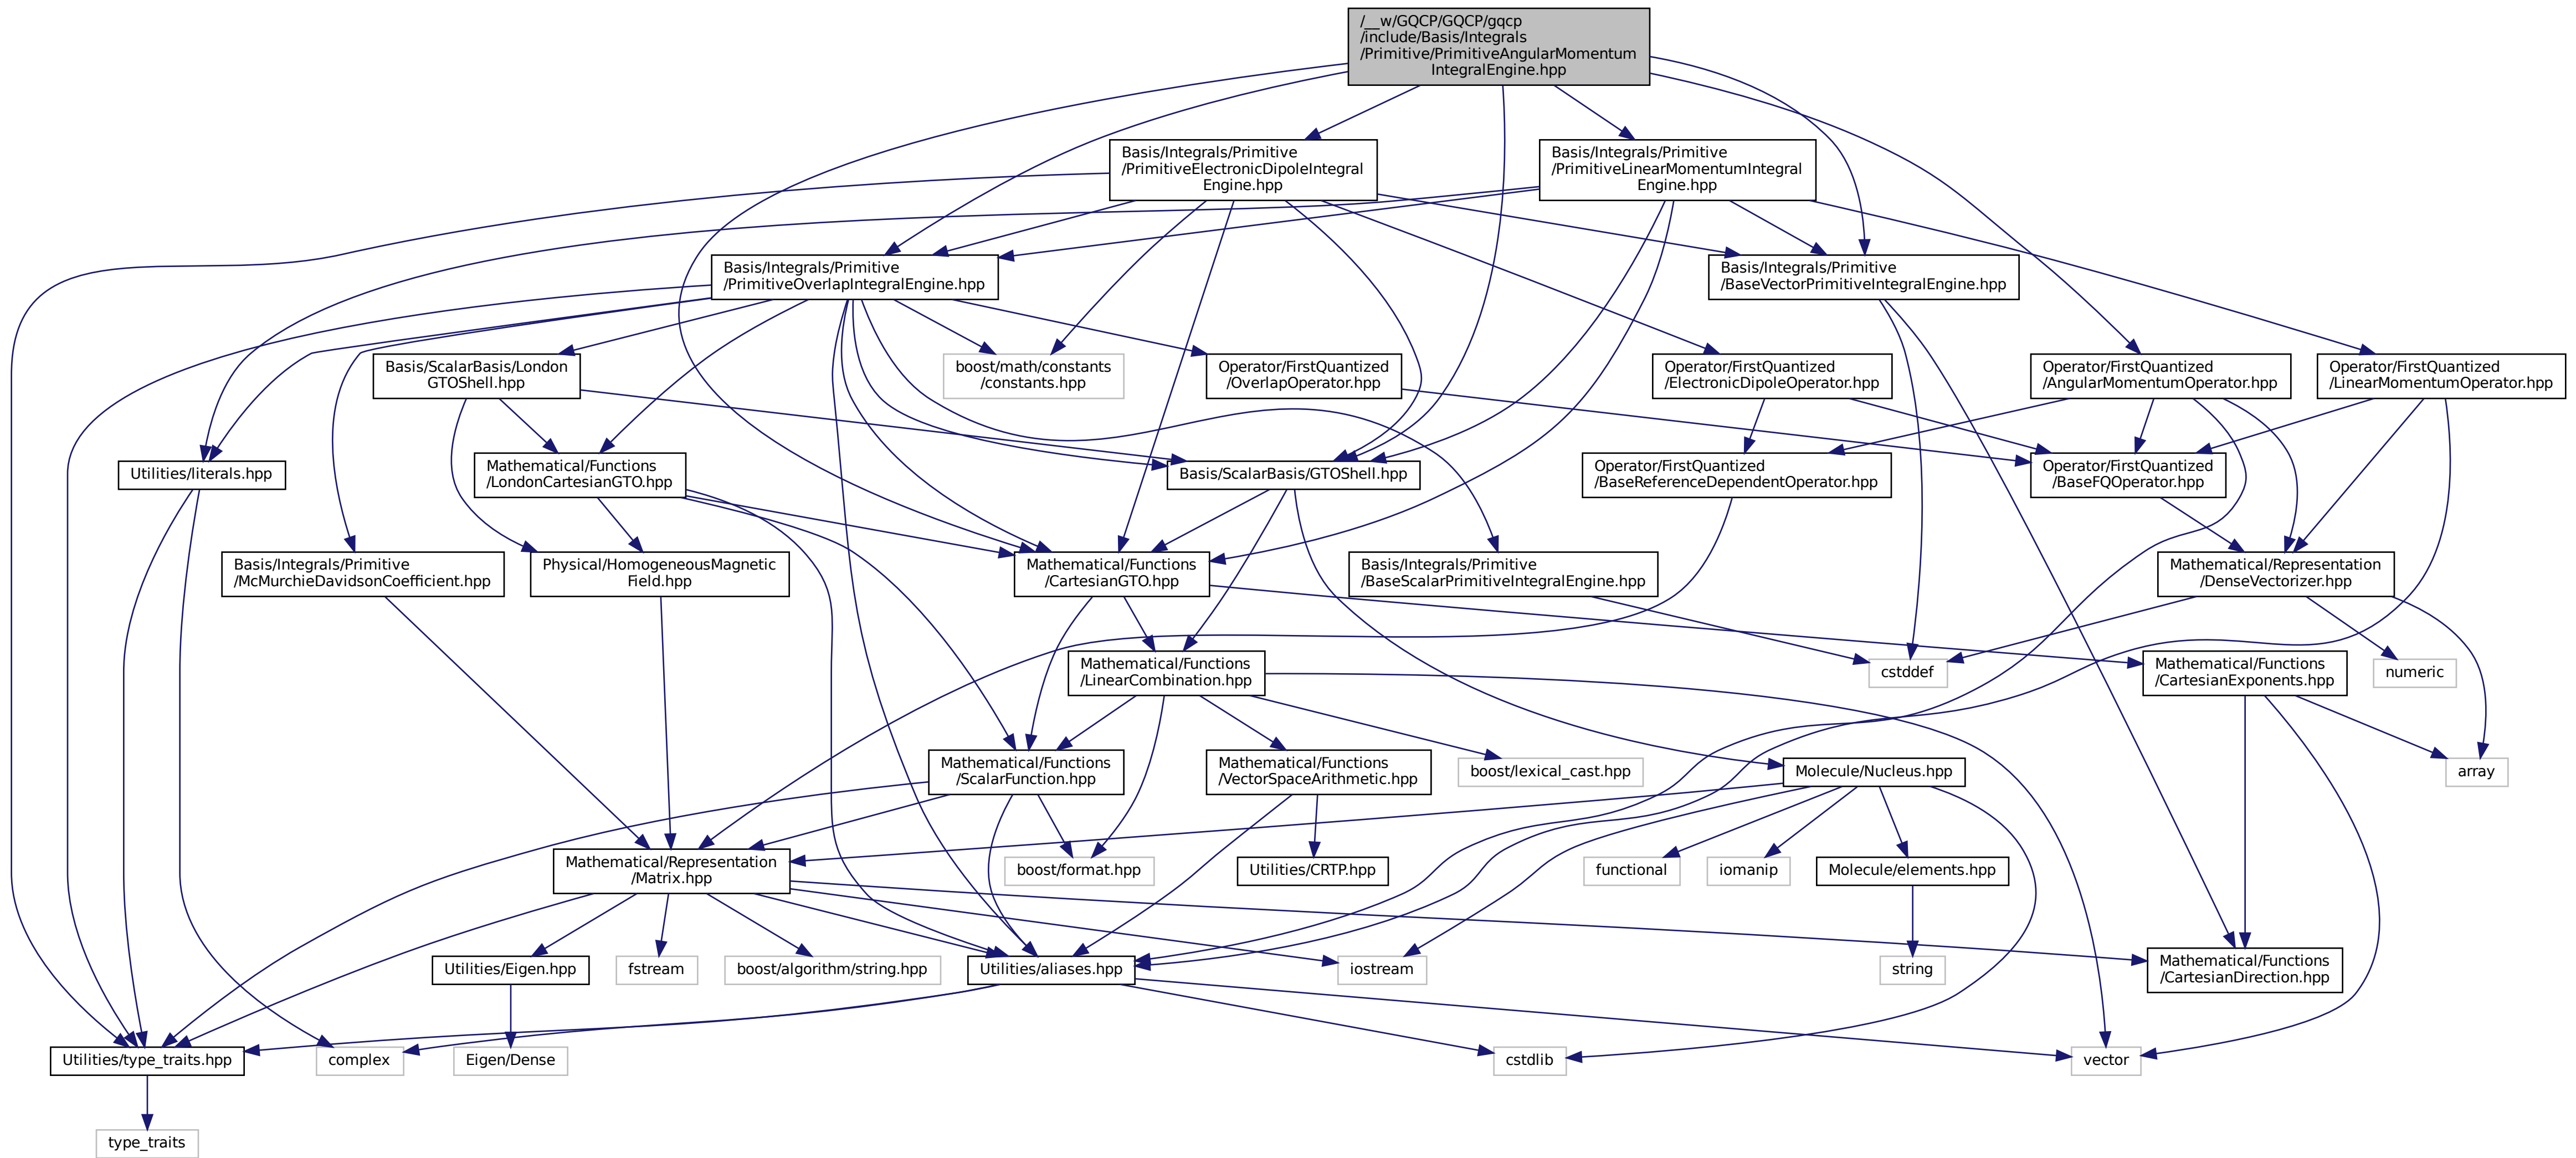 /__w/GQCP/GQCP/gqcp
/include/Basis/Integrals
/Primitive/PrimitiveAngularMomentum
IntegralEngine.hpp
Basis/Integrals/Primitive
/PrimitiveElectronicDipoleIntegral
Engine.hpp
Basis/Integrals/Primitive
/PrimitiveLinearMomentumIntegral
Engine.hpp
Basis/Integrals/Primitive
/PrimitiveOverlapIntegralEngine.hpp
Basis/Integrals/Primitive
/BaseVectorPrimitiveIntegralEngine.hpp
Basis/ScalarBasis/London
GTOShell.hpp
boost/math/constants
/constants.hpp
Operator/FirstQuantized
/OverlapOperator.hpp
Operator/FirstQuantized
/ElectronicDipoleOperator.hpp
Operator/FirstQuantized
/AngularMomentumOperator.hpp
Operator/FirstQuantized
/LinearMomentumOperator.hpp
Utilities/literals.hpp
Mathematical/Functions
/LondonCartesianGTO.hpp
Basis/ScalarBasis/GTOShell.hpp
Operator/FirstQuantized
/BaseReferenceDependentOperator.hpp
Operator/FirstQuantized
/BaseFQOperator.hpp
Basis/Integrals/Primitive
/McMurchieDavidsonCoefficient.hpp
Physical/HomogeneousMagnetic
Field.hpp
Mathematical/Functions
/CartesianGTO.hpp
Basis/Integrals/Primitive
/BaseScalarPrimitiveIntegralEngine.hpp
Mathematical/Representation
/DenseVectorizer.hpp
Mathematical/Functions
/LinearCombination.hpp
cstddef
Mathematical/Functions
/CartesianExponents.hpp
numeric
Mathematical/Functions
/ScalarFunction.hpp
Mathematical/Functions
/VectorSpaceArithmetic.hpp
boost/lexical_cast.hpp
Molecule/Nucleus.hpp
array
Mathematical/Representation
/Matrix.hpp
boost/format.hpp
Utilities/CRTP.hpp
functional
iomanip
Molecule/elements.hpp
Utilities/Eigen.hpp
fstream
boost/algorithm/string.hpp
Utilities/aliases.hpp
iostream
string
Mathematical/Functions
/CartesianDirection.hpp
Utilities/type_traits.hpp
complex
Eigen/Dense
cstdlib
vector
type_traits